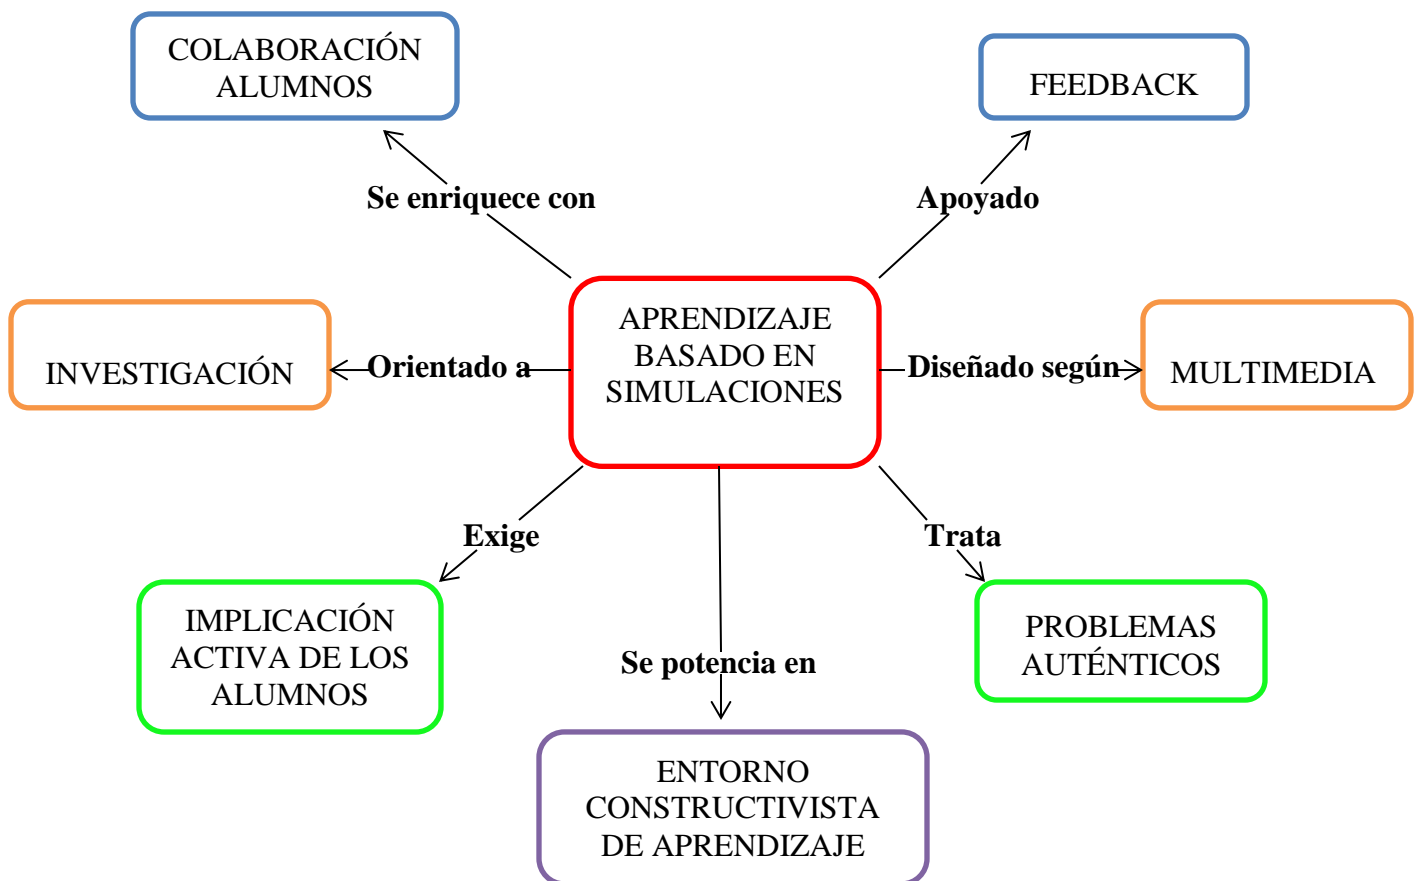 COLABORACIÓN
ALUMNOS
FEEDBACK
Se enriquece con
Apoyado
APRENDIZAJE
BASADO EN
SIMULACIONES
INVESTIGACIÓN
Orientado a
Diseñado según
MULTIMEDIA
Exige
Trata
IMPLICACIÓN
ACTIVA DE LOS
ALUMNOS
PROBLEMAS
AUTÉNTICOS
Se potencia en
ENTORNO
CONSTRUCTIVISTA
DE APRENDIZAJE